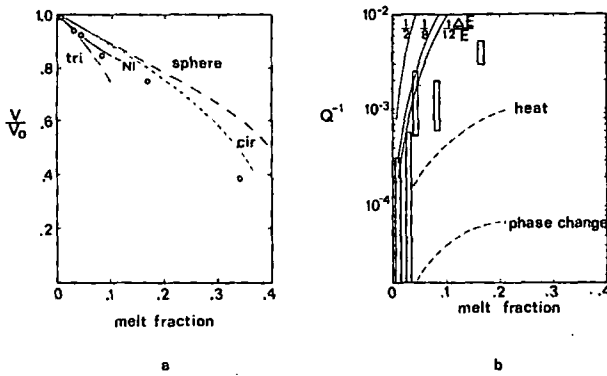 1.0
.8
.6
.4
.2
V
V₀
tri
NI
sphere
cir
0
.1
.2
.3
.4
melt fraction
a
10⁻²
10⁻³
10⁻⁴
Q⁻¹
1/2
1/8
1/12 ΔE/E
heat
phase change
0
.1
.2
.3
0.4
melt fraction
b